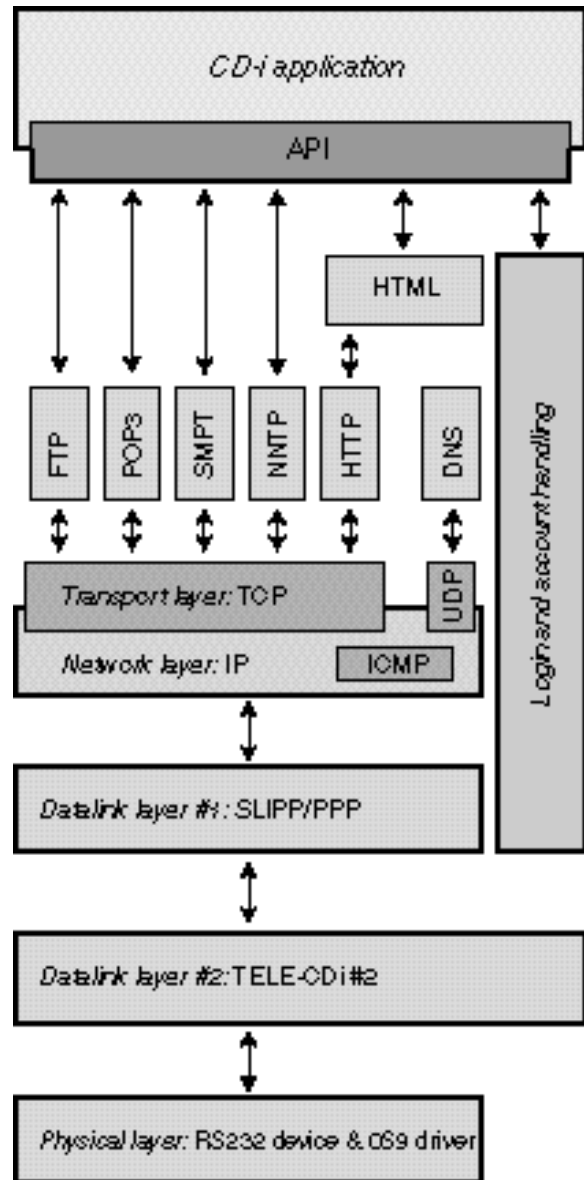 CD-i application
API
HTML
FTP
POP3
SMPT
NNTP
HTTP
DNS
Login and account handling
Transport layer: TCP
UDP
Network layer: IP
ICMP
Datalink layer #1: SLIPP/PPP
Datalink layer #2: TELE-CDi#2
Physical layer: RS232 device & OS9 driver